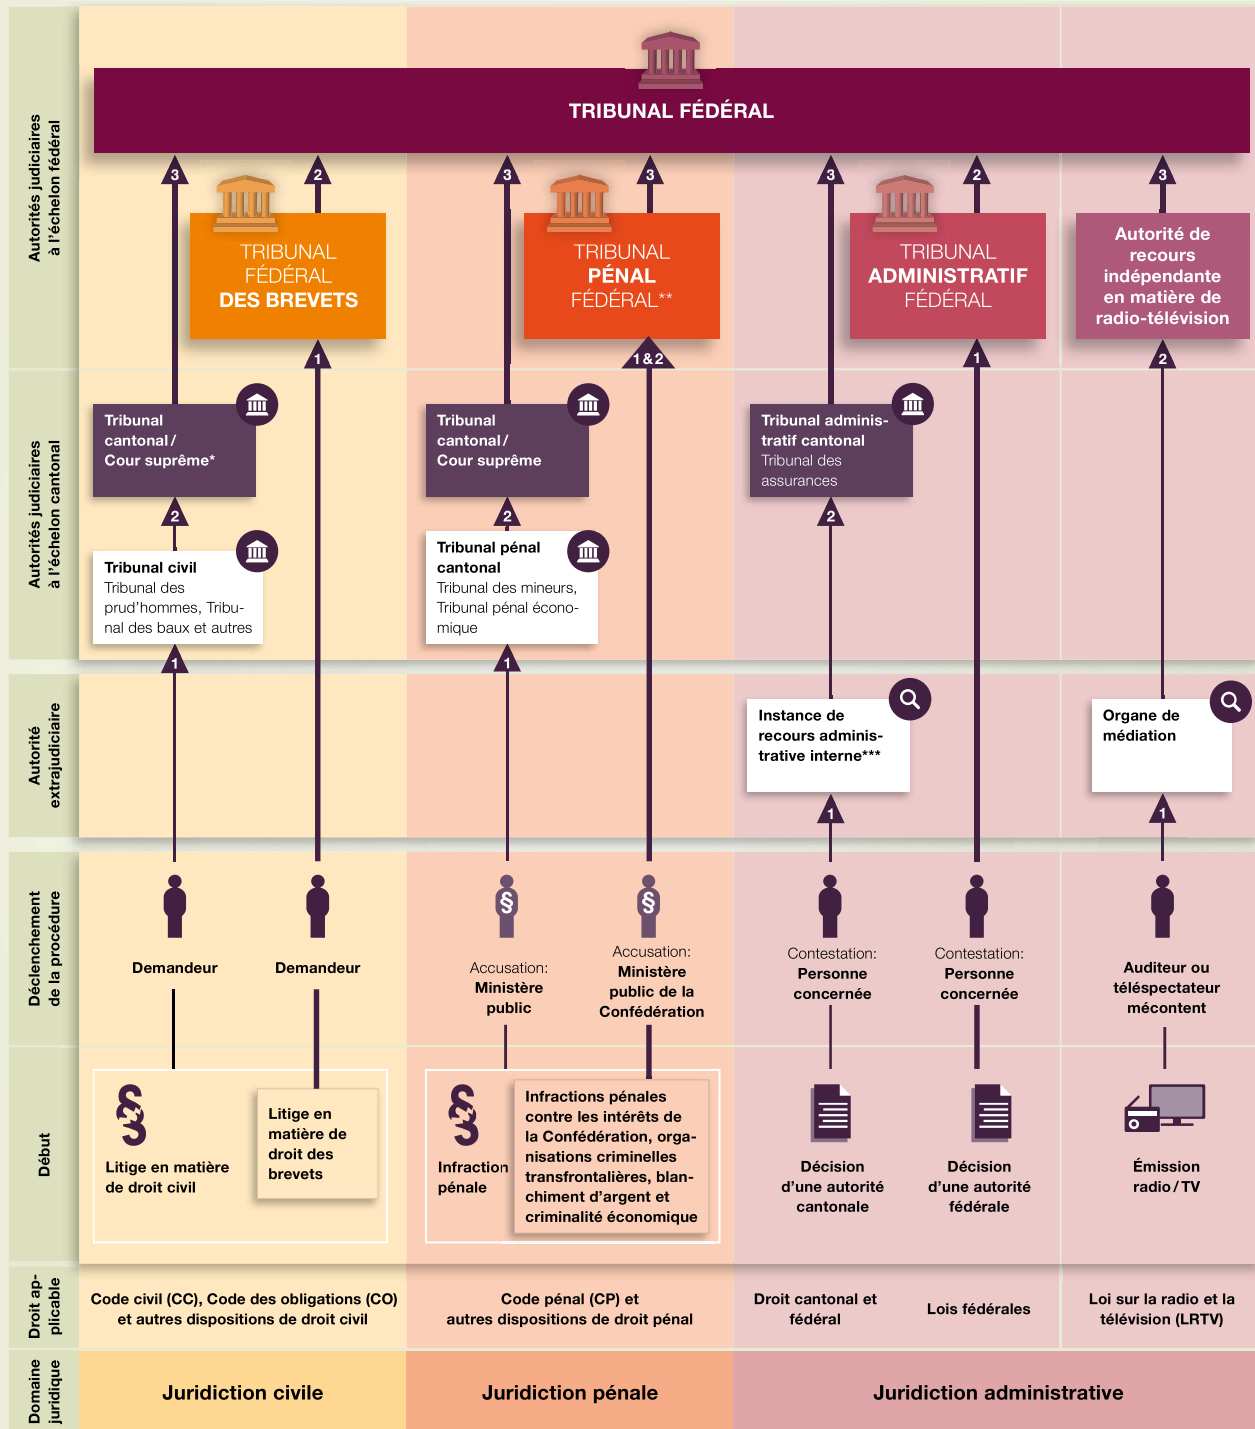 Autorités judiciaires
à l’échelon fédéral
TRIBUNAL FÉDÉRAL
3
2
3
3
3
2
3
TRIBUNAL
FÉDÉRAL
DES BREVETS
TRIBUNAL
PÉNAL
FÉDÉRAL**
TRIBUNAL
ADMINISTRATIF
FÉDÉRAL
Autorité de
recours
indépendante
en matière de
radio-télévision
1
1 & 2
1
2
Autorités judiciaires
à l’échelon cantonal
Tribunal
cantonal /
Cour suprême*
Tribunal
cantonal /
Cour suprême
Tribunal adminis-
tratif cantonal
Tribunal des
assurances
2
2
2
Tribunal civil
Tribunal des
prud’hommes, Tribu-
nal des baux et autres
Tribunal pénal
cantonal
Tribunal des mineurs,
Tribunal pénal écono-
mique
1
1
Autorité
extrajudiciaire
Instance de
recours adminis-
trative interne***
Organe de
médiation
1
1
Déclenchement
de la procédure
Demandeur
Demandeur
§
Accusation:
Ministère
public
§
Accusation:
Ministère
public de la
Confédération
Contestation:
Personne
concernée
Contestation:
Personne
concernée
Auditeur ou
téléspectateur
mécontent
Début
§
Litige en matière
de droit civil
Litige en
matière de
droit des
brevets
§
Infraction
pénale
Infractions pénales
contre les intérêts de
la Confédération, orga-
nisations criminelles
transfrontalières, blan-
chiment d’argent et
criminalité économique
Décision
d’une autorité
cantonale
Décision
d’une autorité
fédérale
Émission
radio / TV
Droit ap-
plicable
Code civil (CC), Code des obligations (CO)
et autres dispositions de droit civil
Code pénal (CP) et
autres dispositions de droit pénal
Droit cantonal et
fédéral
Lois fédérales
Loi sur la radio et la
télévision (LRTV)
Domaine
juridique
Juridiction civile
Juridiction pénale
Juridiction administrative